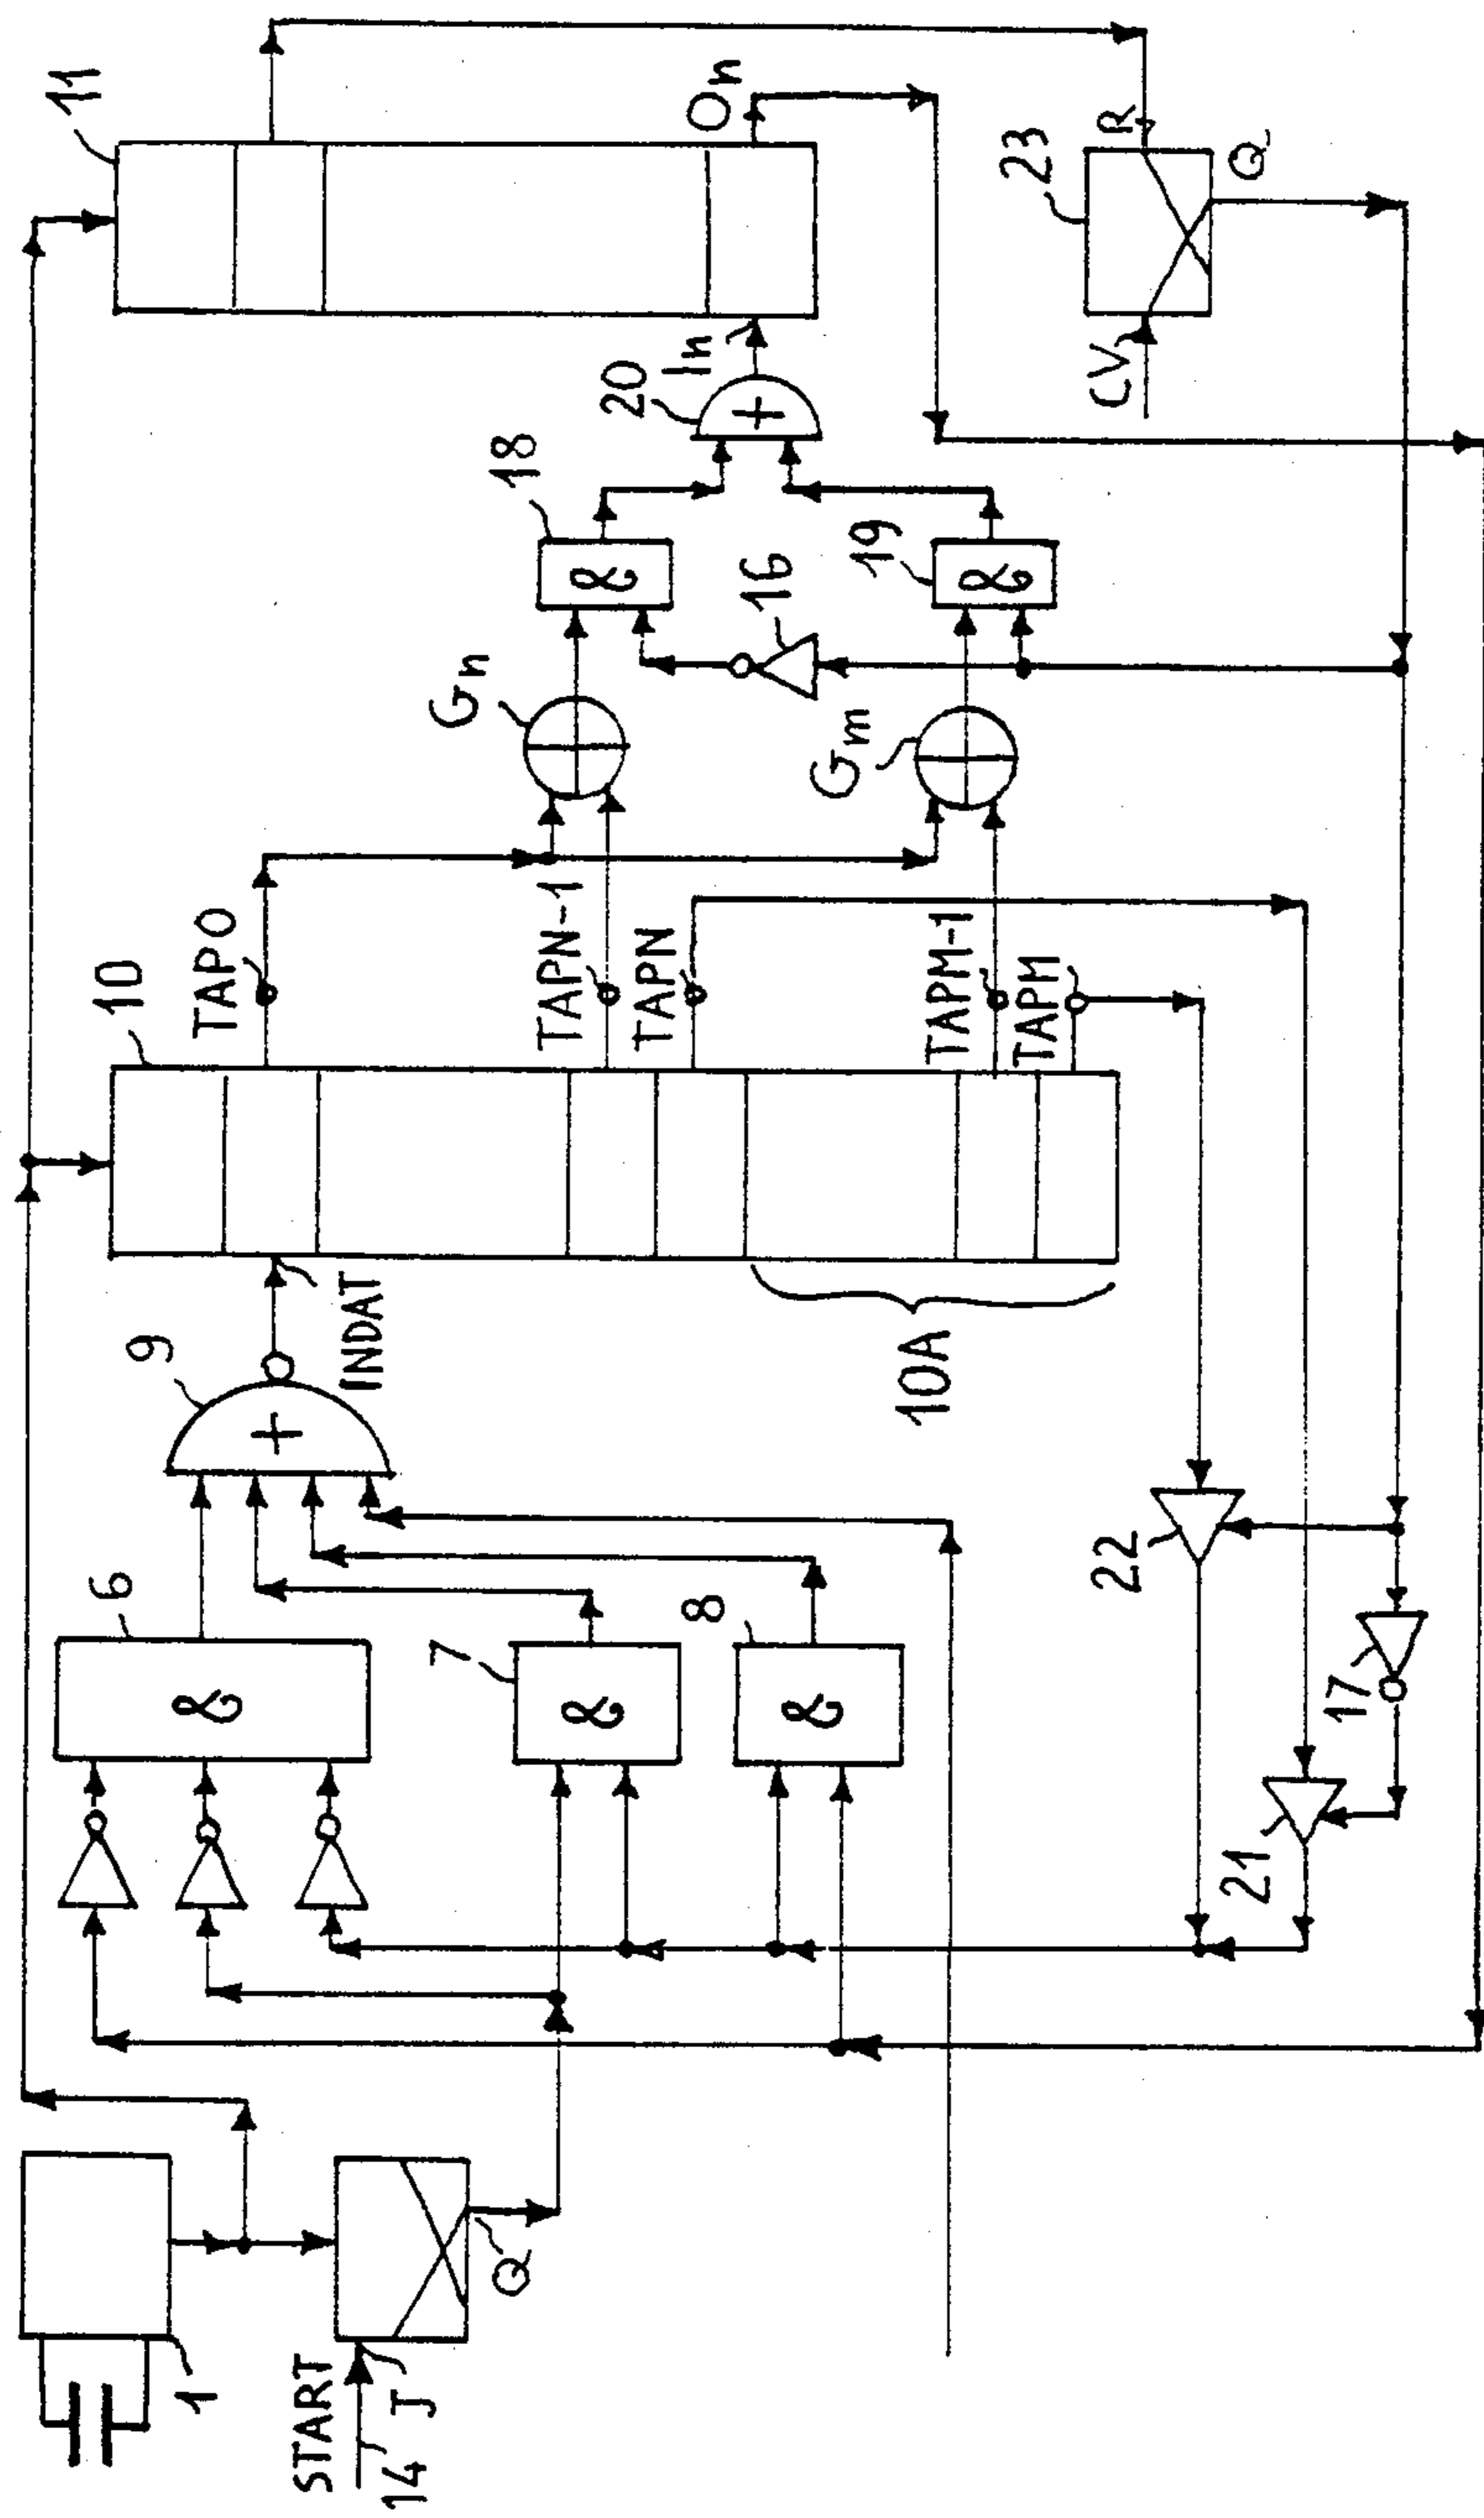 11
On
R
23
Q
CV
In
20
18
19
16
Gn
Gm
TAP0
TAPN-1
TAPN
TAPM-1
TAPM
10
INDAT
10A
9
+
+
6
7
8
&
&
&
&
&
22
17
21
1
START
14
J
Q